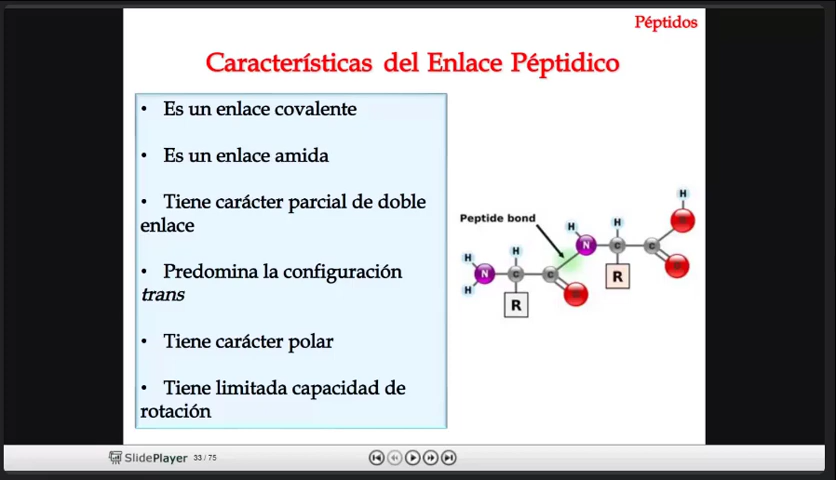 Péptidos
Características del Enlace Péptidico
• Es un enlace covalente
• Es un enlace amida
• Tiene carácter parcial de doble
enlace
• Predomina la configuración
trans
• Tiene carácter polar
• Tiene limitada capacidad de
rotación
Peptide bond
H
H
H
H
H
H
N
C
C
N
C
C
R
R
SlidePlayer 33 / 75